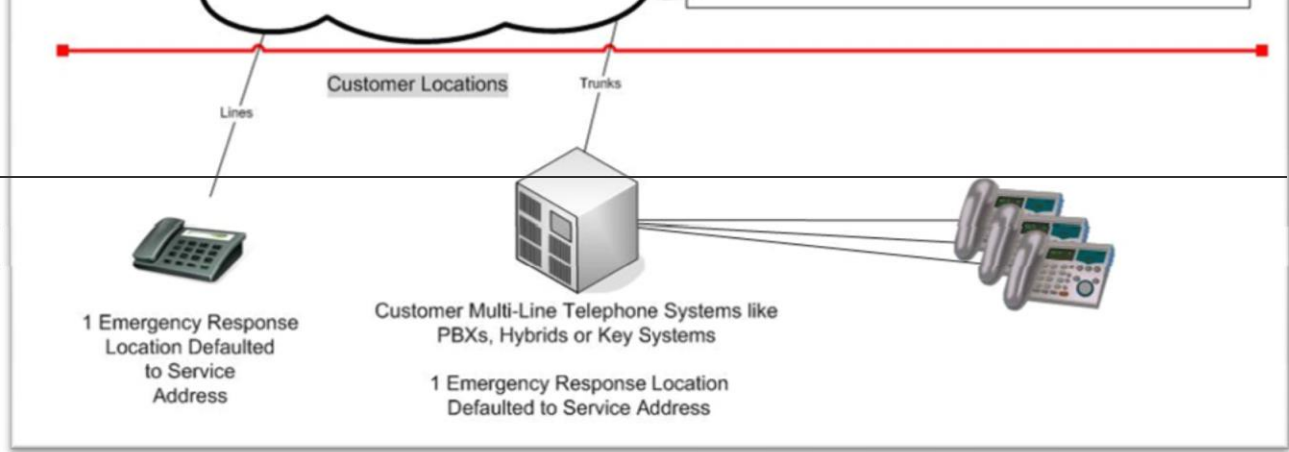 Customer Locations
Trunks
Lines
1 Emergency Response
Location Defaulted
to Service
Address
Customer Multi-Line Telephone Systems like
PBXs, Hybrids or Key Systems
1 Emergency Response Location
Defaulted to Service Address